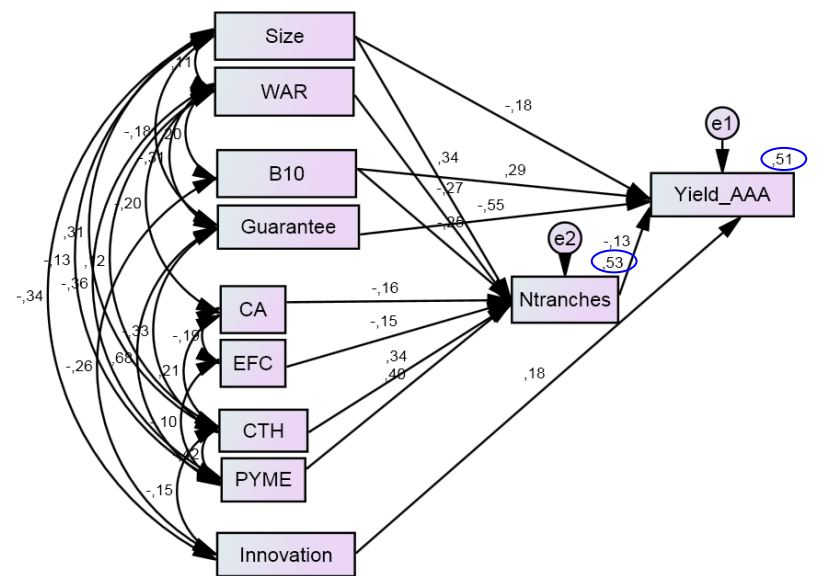 Size
,11
WAR
-,18
-,18
,20
-,31
e1
,51
B10
,34
,29
-,27
Yield_AAA
-,20
-,55
-,25
Guarantee
,31
e2
-,13
-,13
,53
-,36
-,34
CA
-,16
Ntranches
-,15
-,33
-,19
EFC
,68
-,26
,21
,34
,40
,18
-,10
CTH
PYME
-,15
Innovation